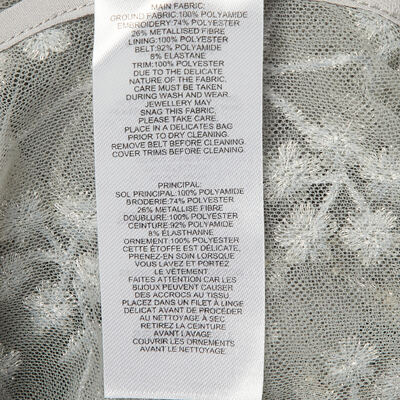 MAIN FABRIC:
GROUND FABRIC:100% POLYAMIDE
EMBROIDERY:74% POLYESTER
26% METALLISED FIBRE
LINING:100% POLYESTER
BELT:92% POLYAMIDE
8% ELASTANE
TRIM:100% POLYESTER
DUE TO THE DELICATE
NATURE OF THE FABRIC,
CARE MUST BE TAKEN
DURING WASH AND WEAR.
JEWELLERY MAY
SNAG THIS FABRIC.
PLEASE TAKE CARE.
PLACE IN A DELICATES BAG
PRIOR TO DRY CLEANING.
REMOVE BELT BEFORE CLEANING.
COVER TRIMS BEFORE CLEANING.
PRINCIPAL:
SOL PRINCIPAL:100% POLYAMIDE
BRODERIE:74% POLYESTER
26% METALLISE FIBRE
DOUBLURE:100% POLYESTER
CEINTURE:92% POLYAMIDE
8% ELASTHANNE
ORNEMENT:100% POLYESTER
CETTE ÉTOFFE EST DÉLICATE,
PRENEZ-EN SOIN LORSQUE
VOUS LAVEZ ET PORTEZ
LE VÊTEMENT.
FAITES ATTENTION CAR LES
BIJOUX PEUVENT CAUSER
DES ACCROCS AU TISSU.
PLACEZ DANS UN FILET À LINGE
DÉLICAT AVANT DE PROCÉDER
AU NETTOYAGE À SEC
RETIREZ LA CEINTURE
AVANT LAVAGE
COUVRIR LES ORNEMENTS
AVANT LE NETTOYAGE.